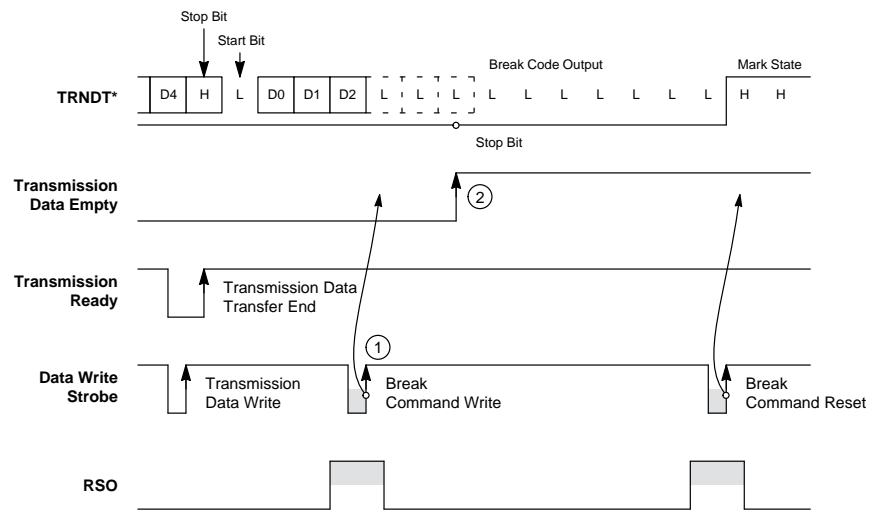 Stop Bit
Start Bit
Break Code Output
Mark State
TRNDT* D4 H L D0 D1 D2 L L L L L L L L L L H H
Stop Bit
Transmission
Data Empty
2
Transmission
Ready
Transmission Data
Transfer End
1
Data Write
Strobe
Transmission
Data Write
Break
Command Write
Break
Command Reset
RSO